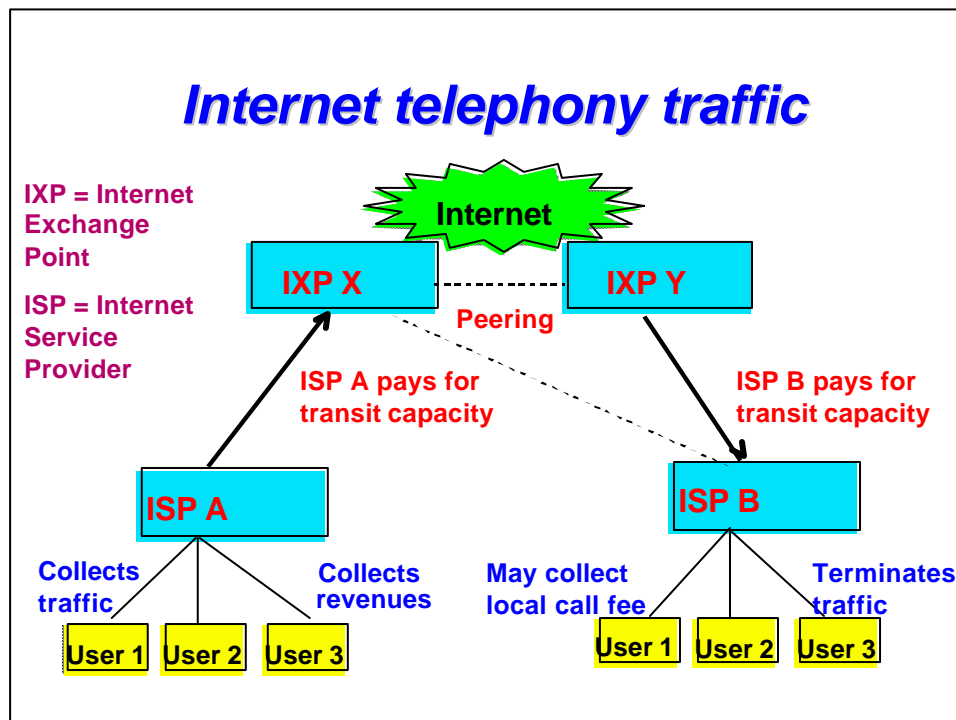 Internet telephony traffic
IXP = Internet
Exchange
Point
ISP = Internet
Service
Provider
Internet
IXP X
IXP Y
Peering
ISP A pays for
transit capacity
ISP B pays for
transit capacity
ISP A
ISP B
Collects
traffic
Collects
revenues
May collect
local call fee
Terminates
traffic
User 1
User 2
User 3
User 1
User 2
User 3